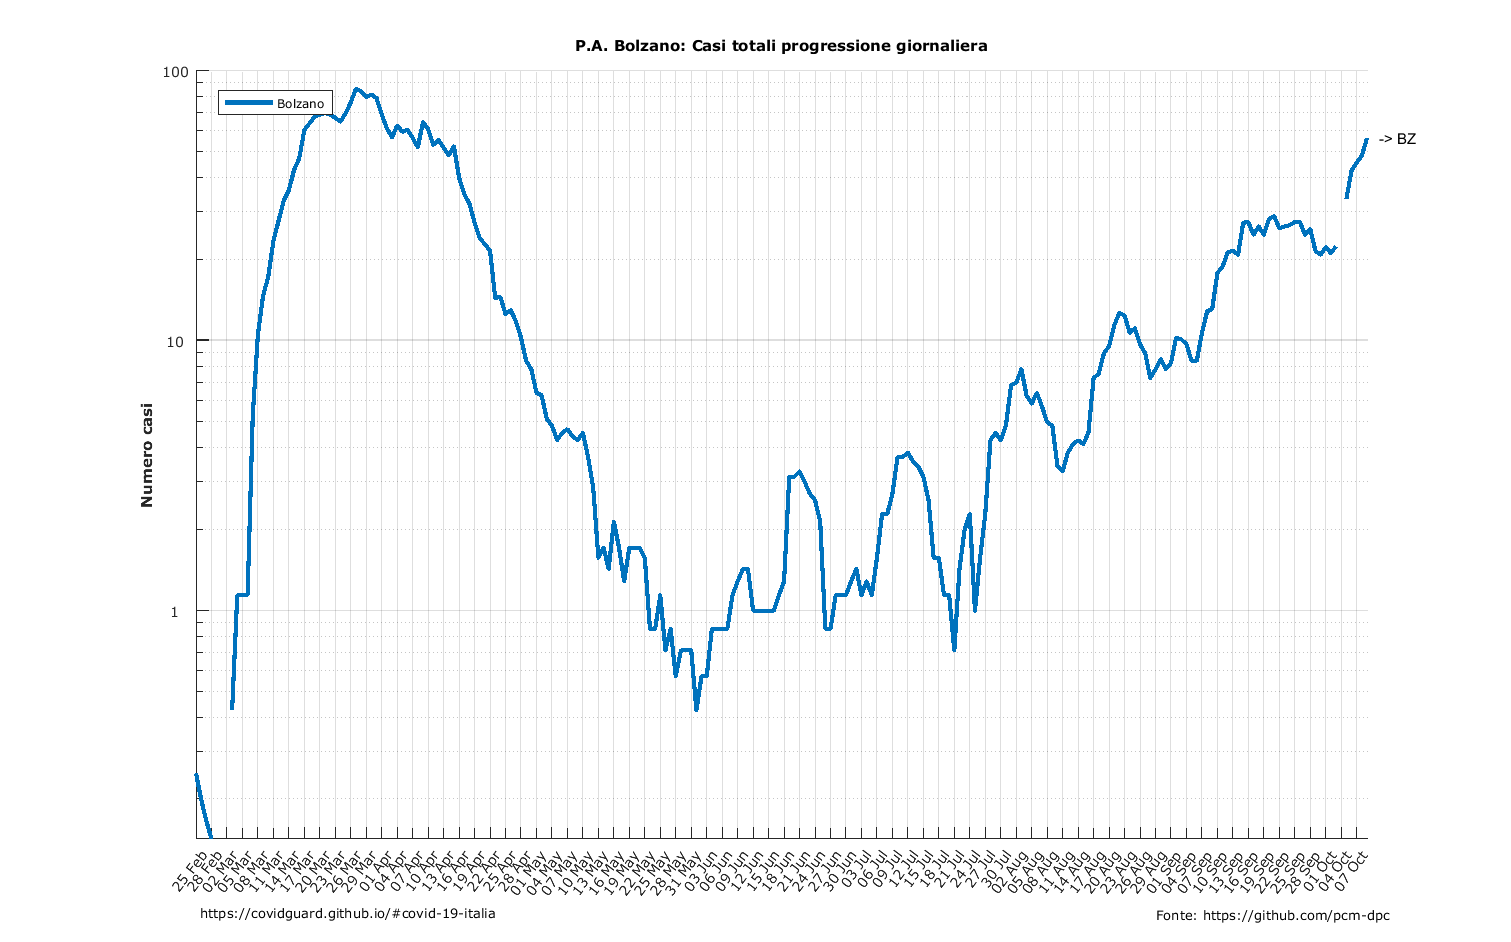 P.A. Bolzano: Casi totali progressione giornaliera
100
Bolzano
-> BZ
10
Numero casi
1
25 Feb
28 Feb
02 Mar
05 Mar
08 Mar
11 Mar
14 Mar
17 Mar
20 Mar
23 Mar
26 Mar
29 Mar
01 Apr
04 Apr
07 Apr
10 Apr
13 Apr
16 Apr
19 Apr
22 Apr
25 Apr
28 Apr
01 May
04 May
07 May
10 May
13 May
16 May
19 May
22 May
25 May
28 May
31 May
03 Jun
06 Jun
09 Jun
12 Jun
15 Jun
18 Jun
21 Jun
24 Jun
27 Jun
30 Jun
03 Jul
06 Jul
09 Jul
12 Jul
15 Jul
18 Jul
21 Jul
24 Jul
27 Jul
30 Jul
02 Aug
05 Aug
08 Aug
11 Aug
14 Aug
17 Aug
20 Aug
23 Aug
26 Aug
29 Aug
01 Sep
04 Sep
07 Sep
10 Sep
13 Sep
16 Sep
19 Sep
22 Sep
25 Sep
28 Sep
01 Oct
04 Oct
07 Oct
https://covidguard.github.io/#covid-19-italia
Fonte: https://github.com/pcm-dpc